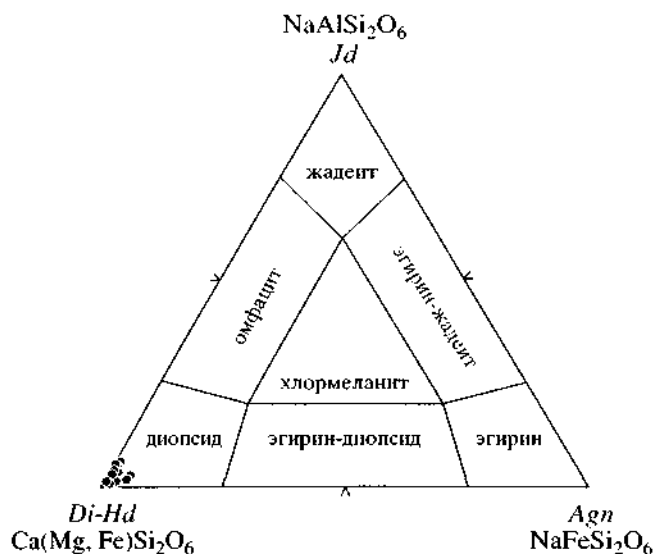 NaAlSi₂O₆
Jd
жадеит
омфацит
эгирин-жадеит
хлормеланит
диопсид
эгирин-диопсид
эгирин
Di-Hd
Agn
Ca(Mg, Fe)Si₂O₆
NaFeSi₂O₆